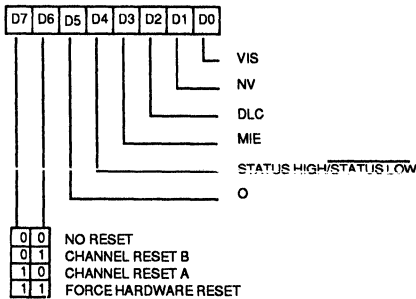 D7 D6 D5 D4 D3 D2 D1 D0
VIS
NV
DLC
MIE
STATUS HIGH/STATUS LOW
O
0 0 NO RESET
0 1 CHANNEL RESET B
1 0 CHANNEL RESET A
1 1 FORCE HARDWARE RESET